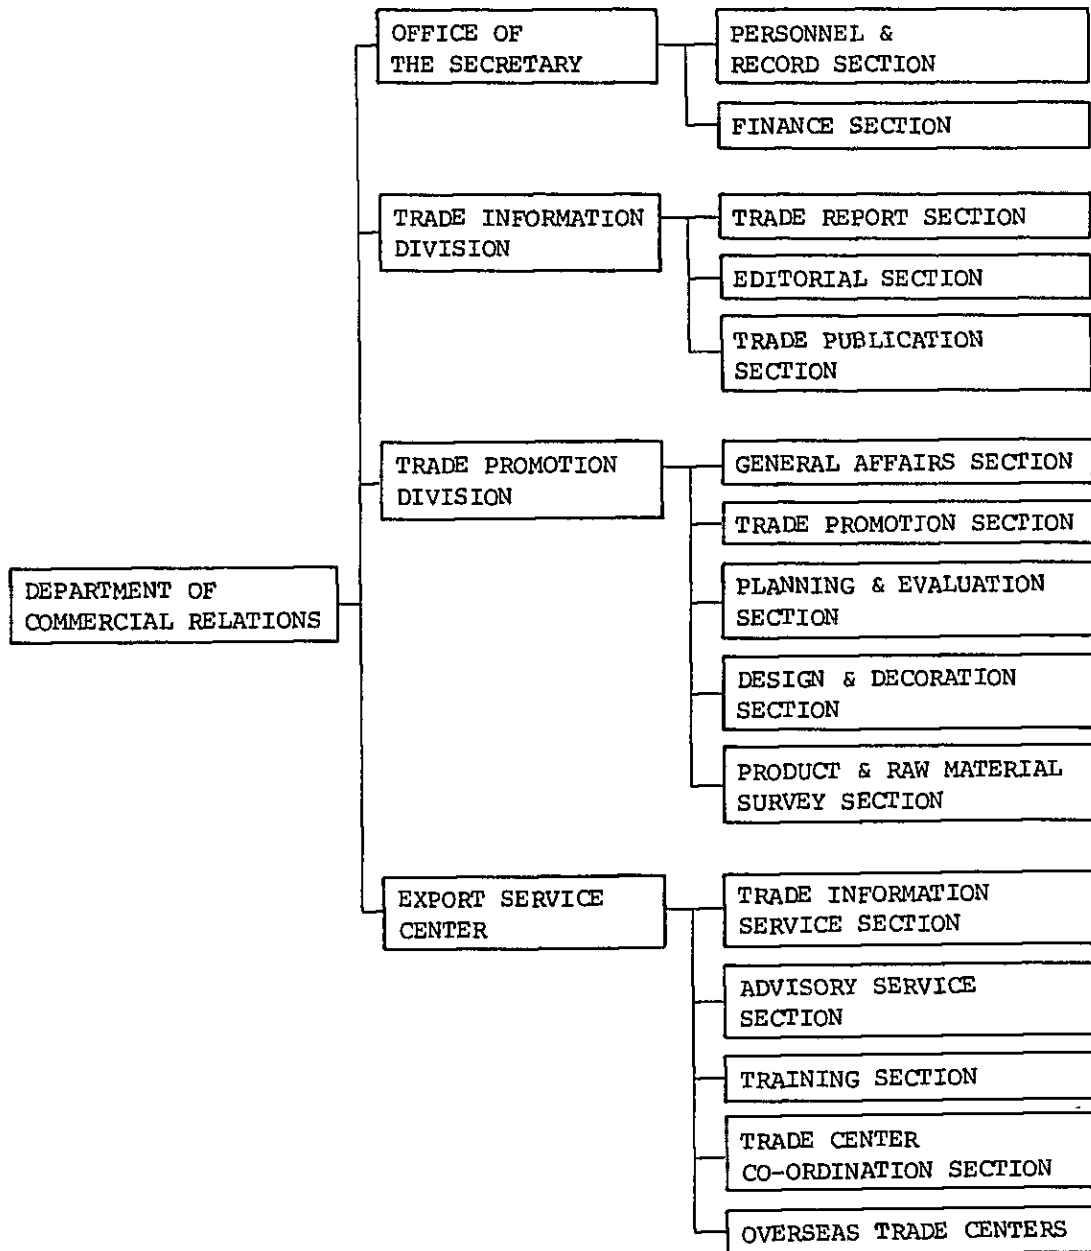 OFFICE OF
THE SECRETARY
PERSONNEL &
RECORD SECTION
FINANCE SECTION
TRADE INFORMATION
DIVISION
TRADE REPORT SECTION
EDITORIAL SECTION
TRADE PUBLICATION
SECTION
TRADE PROMOTION
DIVISION
GENERAL AFFAIRS SECTION
TRADE PROMOTION SECTION
PLANNING & EVALUATION
SECTION
DESIGN & DECORATION
SECTION
PRODUCT & RAW MATERIAL
SURVEY SECTION
DEPARTMENT OF
COMMERCIAL RELATIONS
EXPORT SERVICE
CENTER
TRADE INFORMATION
SERVICE SECTION
ADVISORY SERVICE
SECTION
TRAINING SECTION
TRADE CENTER
CO-ORDINATION SECTION
OVERSEAS TRADE CENTERS